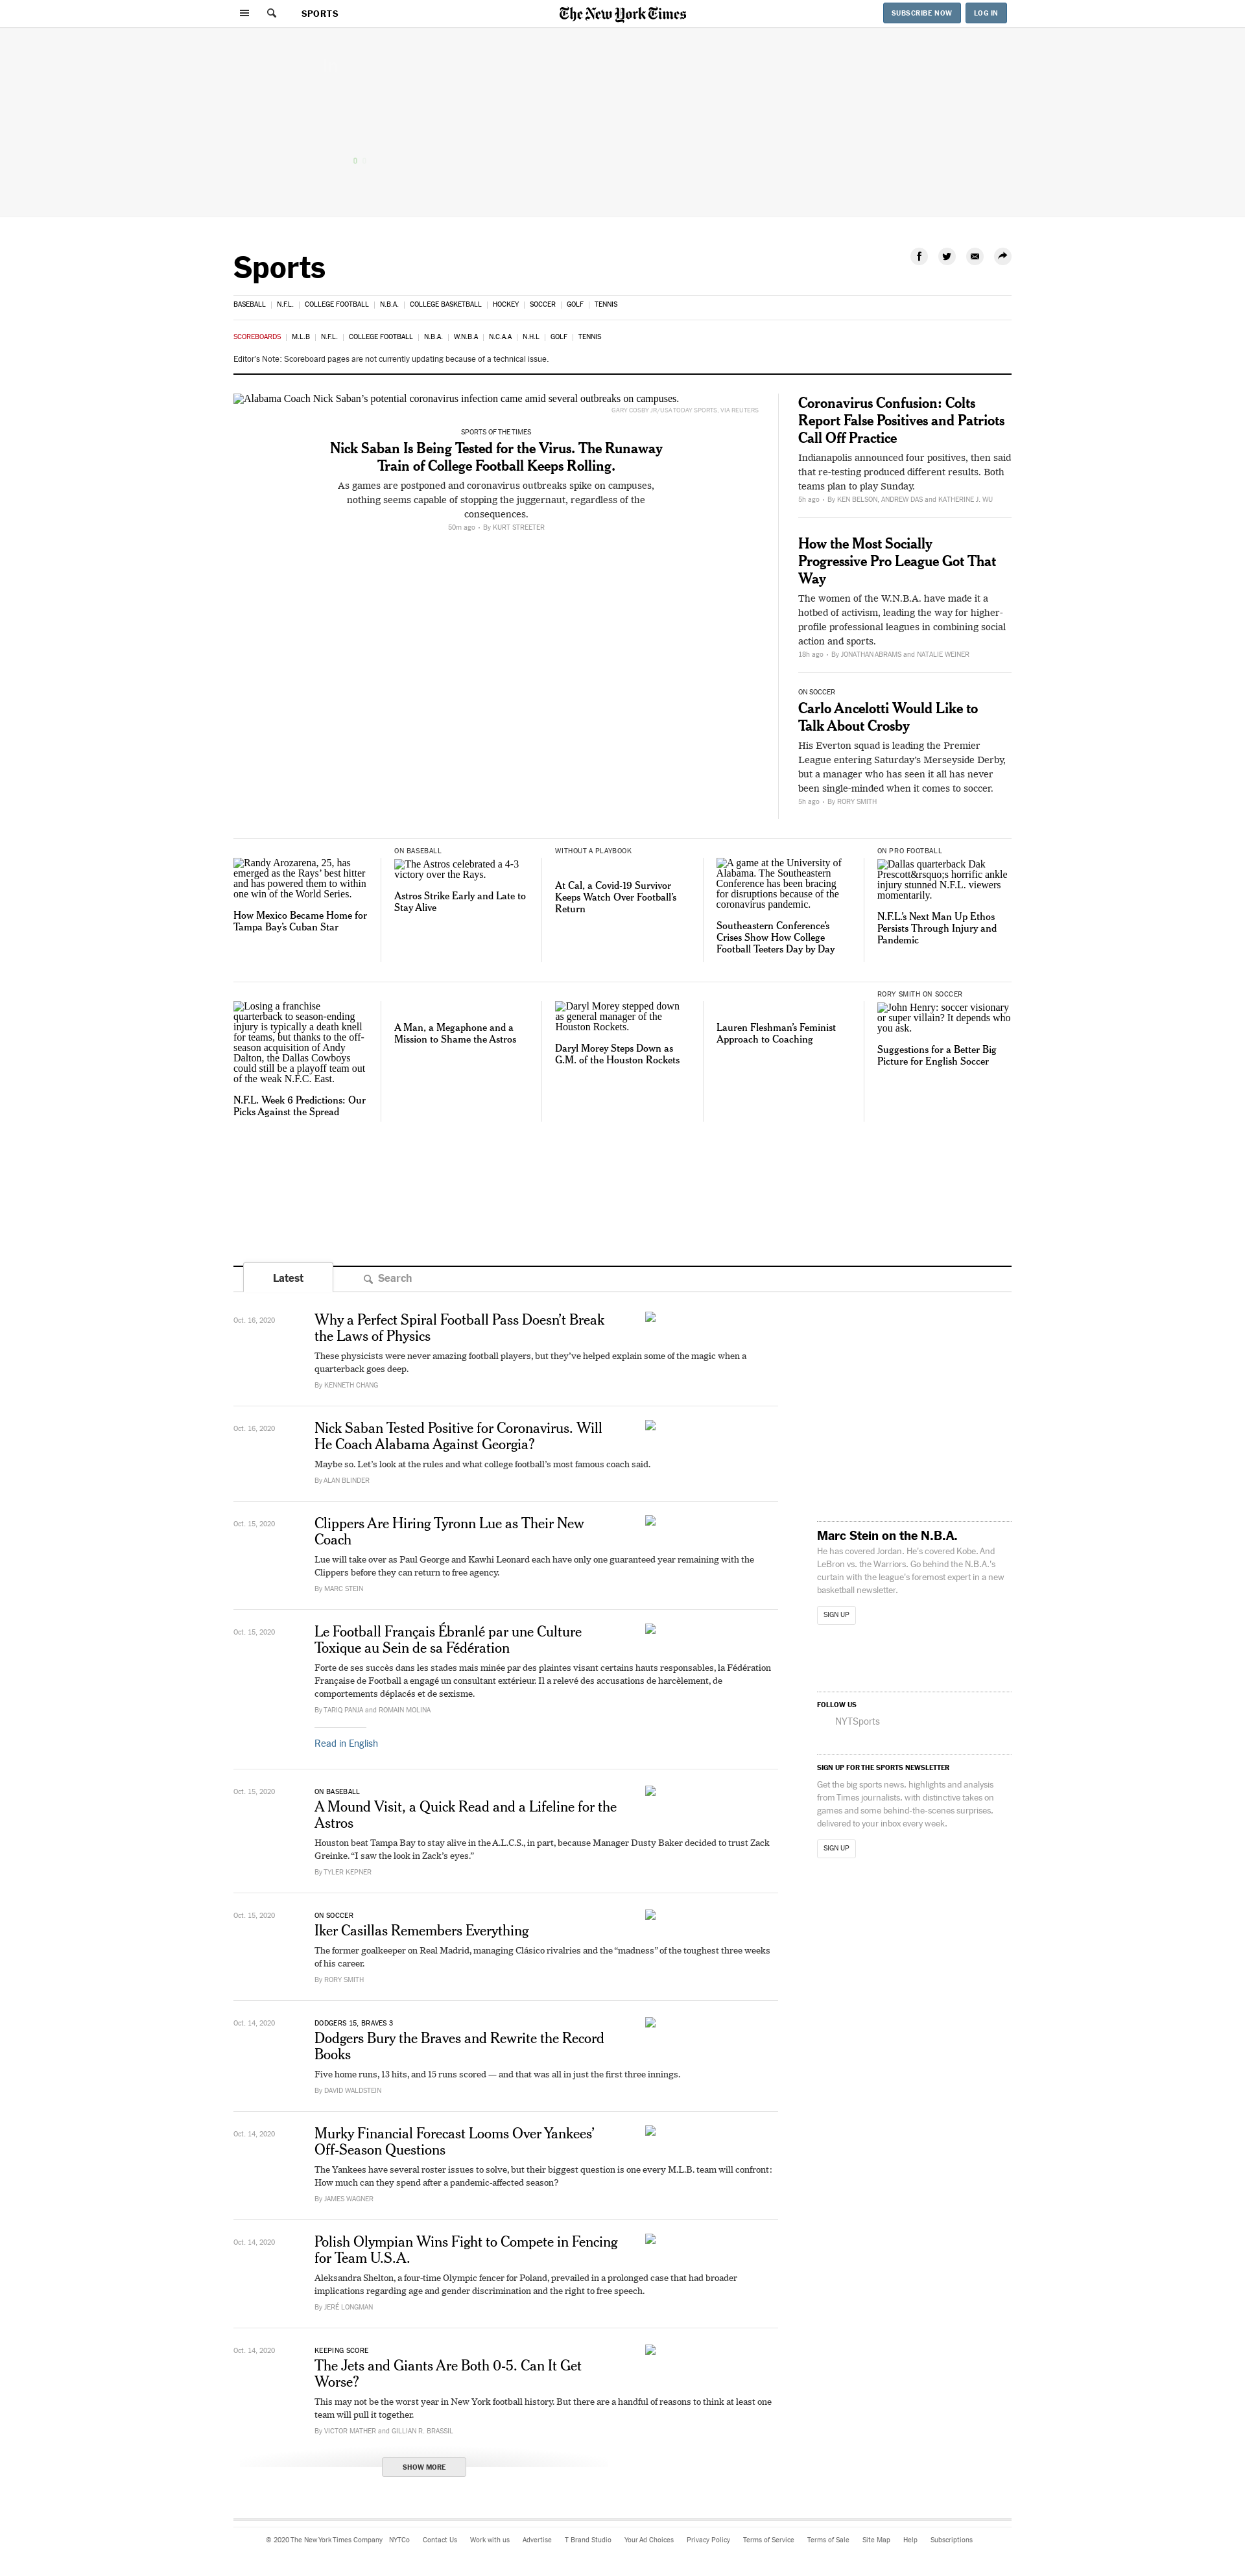 SPORTS
The New York Times
SUBSCRIBE NOW
LOG IN
0
Sports
BASEBALL | N.F.L. | COLLEGE FOOTBALL | N.B.A. | COLLEGE BASKETBALL | HOCKEY | SOCCER | GOLF | TENNIS
SCOREBOARDS | M.L.B | N.F.L. | COLLEGE FOOTBALL | N.B.A. | W.N.B.A | N.C.A.A | N.H.L | GOLF | TENNIS
Editor's Note: Scoreboard pages are not currently updating because of a technical issue.
Alabama Coach Nick Saban’s potential coronavirus infection came amid several outbreaks on campuses.
GARY COSBY JR/USA TODAY SPORTS, VIA REUTERS
SPORTS OF THE TIMES
Nick Saban Is Being Tested for the Virus. The Runaway
Train of College Football Keeps Rolling.
As games are postponed and coronavirus outbreaks spike on campuses,
nothing seems capable of stopping the juggernaut, regardless of the
consequences.
50m ago • By KURT STREETER
Coronavirus Confusion: Colts
Report False Positives and Patriots
Call Off Practice
Indianapolis announced four positives, then said
that re-testing produced different results. Both
teams plan to play Sunday.
5h ago • By KEN BELSON, ANDREW DAS and KATHERINE J. WU
How the Most Socially
Progressive Pro League Got That
Way
The women of the W.N.B.A. have made it a
hotbed of activism, leading the way for higher-
profile professional leagues in combining social
action and sports.
18h ago • By JONATHAN ABRAMS and NATALIE WEINER
ON SOCCER
Carlo Ancelotti Would Like to
Talk About Crosby
His Everton squad is leading the Premier
League entering Saturday’s Merseyside Derby,
but a manager who has seen it all has never
been single-minded when it comes to soccer.
5h ago • By RORY SMITH
Randy Arozarena, 25, has
emerged as the Rays’ best hitter
and has powered them to within
one win of the World Series.
How Mexico Became Home for
Tampa Bay’s Cuban Star
ON BASEBALL
The Astros celebrated a 4-3
victory over the Rays.
Astros Strike Early and Late to
Stay Alive
WITHOUT A PLAYBOOK
At Cal, a Covid-19 Survivor
Keeps Watch Over Football’s
Return
A game at the University of
Alabama. The Southeastern
Conference has been bracing
for disruptions because of the
coronavirus pandemic.
Southeastern Conference’s
Crises Show How College
Football Teeters Day by Day
ON PRO FOOTBALL
Dallas quarterback Dak
Prescott&rsquo;s horrific ankle
injury stunned N.F.L. viewers
momentarily.
N.F.L.’s Next Man Up Ethos
Persists Through Injury and
Pandemic
Losing a franchise
quarterback to season-ending
injury is typically a death knell
for teams, but thanks to the off-
season acquisition of Andy
Dalton, the Dallas Cowboys
could still be a playoff team out
of the weak N.F.C. East.
N.F.L. Week 6 Predictions: Our
Picks Against the Spread
A Man, a Megaphone and a
Mission to Shame the Astros
Daryl Morey stepped down
as general manager of the
Houston Rockets.
Daryl Morey Steps Down as
G.M. of the Houston Rockets
Lauren Fleshman’s Feminist
Approach to Coaching
RORY SMITH ON SOCCER
John Henry: soccer visionary
or super villain? It depends who
you ask.
Suggestions for a Better Big
Picture for English Soccer
Latest
Search
Oct. 16, 2020
Why a Perfect Spiral Football Pass Doesn’t Break
the Laws of Physics
These physicists were never amazing football players, but they’ve helped explain some of the magic when a
quarterback goes deep.
By KENNETH CHANG
Oct. 16, 2020
Nick Saban Tested Positive for Coronavirus. Will
He Coach Alabama Against Georgia?
Maybe so. Let’s look at the rules and what college football’s most famous coach said.
By ALAN BLINDER
Oct. 15, 2020
Clippers Are Hiring Tyronn Lue as Their New
Coach
Lue will take over as Paul George and Kawhi Leonard each have only one guaranteed year remaining with the
Clippers before they can return to free agency.
By MARC STEIN
Oct. 15, 2020
Le Football Français Ébranlé par une Culture
Toxique au Sein de sa Fédération
Forte de ses succès dans les stades mais minée par des plaintes visant certains hauts responsables, la Fédération
Française de Football a engagé un consultant extérieur. Il a relevé des accusations de harcèlement, de
comportements déplacés et de sexisme.
By TARIQ PANJA and ROMAIN MOLINA
Read in English
Oct. 15, 2020
ON BASEBALL
A Mound Visit, a Quick Read and a Lifeline for the
Astros
Houston beat Tampa Bay to stay alive in the A.L.C.S., in part, because Manager Dusty Baker decided to trust Zack
Greinke. “I saw the look in Zack’s eyes.”
By TYLER KEPNER
Oct. 15, 2020
ON SOCCER
Iker Casillas Remembers Everything
The former goalkeeper on Real Madrid, managing Clásico rivalries and the “madness” of the toughest three weeks
of his career.
By RORY SMITH
Oct. 14, 2020
DODGERS 15, BRAVES 3
Dodgers Bury the Braves and Rewrite the Record
Books
Five home runs, 13 hits, and 15 runs scored — and that was all in just the first three innings.
By DAVID WALDSTEIN
Oct. 14, 2020
Murky Financial Forecast Looms Over Yankees’
Off-Season Questions
The Yankees have several roster issues to solve, but their biggest question is one every M.L.B. team will confront:
How much can they spend after a pandemic-affected season?
By JAMES WAGNER
Oct. 14, 2020
Polish Olympian Wins Fight to Compete in Fencing
for Team U.S.A.
Aleksandra Shelton, a four-time Olympic fencer for Poland, prevailed in a prolonged case that had broader
implications regarding age and gender discrimination and the right to free speech.
By JERÉ LONGMAN
Oct. 14, 2020
KEEPING SCORE
The Jets and Giants Are Both 0-5. Can It Get
Worse?
This may not be the worst year in New York football history. But there are a handful of reasons to think at least one
team will pull it together.
By VICTOR MATHER and GILLIAN R. BRASSIL
SHOW MORE
Marc Stein on the N.B.A.
He has covered Jordan. He's covered Kobe. And
LeBron vs. the Warriors. Go behind the N.B.A.'s
curtain with the league's foremost expert in a new
basketball newsletter.
SIGN UP
FOLLOW US
NYTSports
SIGN UP FOR THE SPORTS NEWSLETTER
Get the big sports news, highlights and analysis
from Times journalists, with distinctive takes on
games and some behind-the-scenes surprises,
delivered to your inbox every week.
SIGN UP
© 2020 The New York Times Company NYTCo Contact Us Work with us Advertise T Brand Studio Your Ad Choices Privacy Policy Terms of Service Terms of Sale Site Map Help Subscriptions